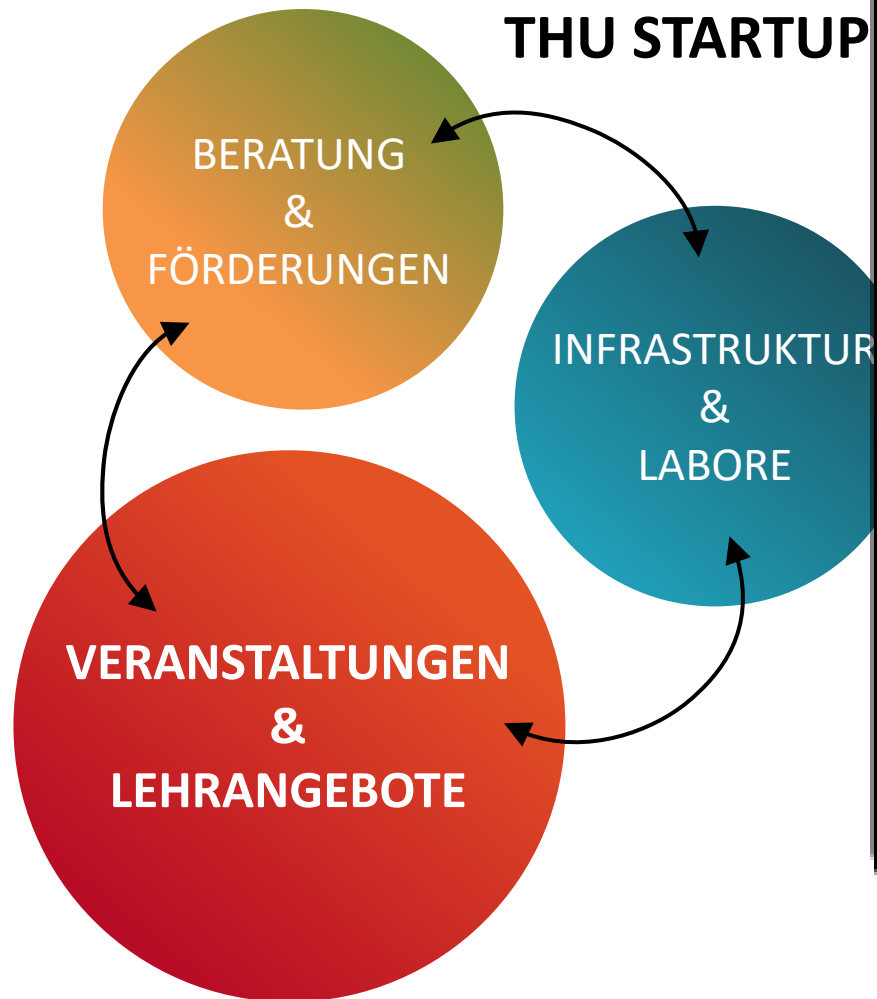 THU STARTUP
BERATUNG
&
FÖRDERUNGEN
INFRASTRUKTUR
&
LABORE
VERANSTALTUNGEN
&
LEHRANGEBOTE